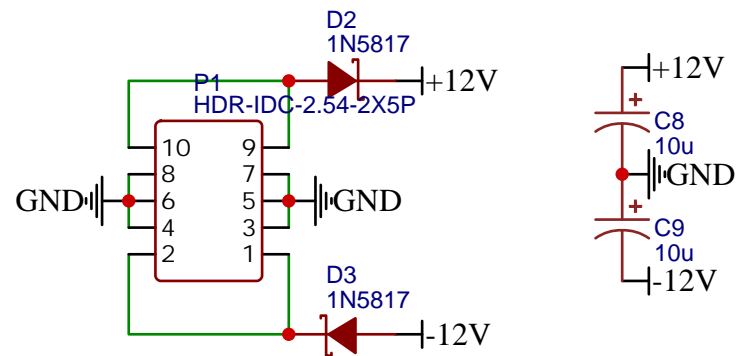 D2
1N5817
+12V
P1
HDR-IDC-2.54-2X5P
10 9
8 7
GND 6 5 GND
4 3
2 1
D3
1N5817
-12V
+12V
+
C8
10u
GND
+
C9
10u
-12V